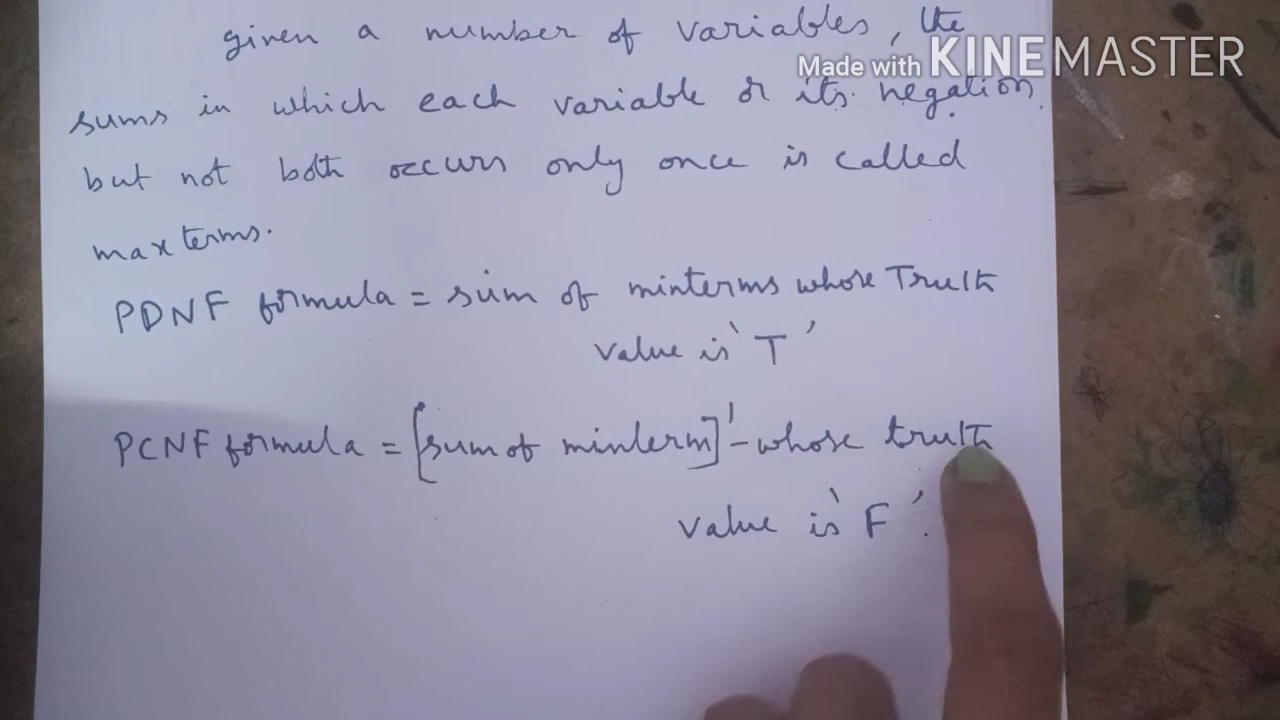 given a number of variables, the
Made with KINEMASTER
sums in which each variable or its negation
but not both occurs only once is called
maxterms.
PDNF formula = sum of minterms whose Truth
value is 'T'
PCNF formula = [sum of minterm]' - whose truth
value is 'F'.